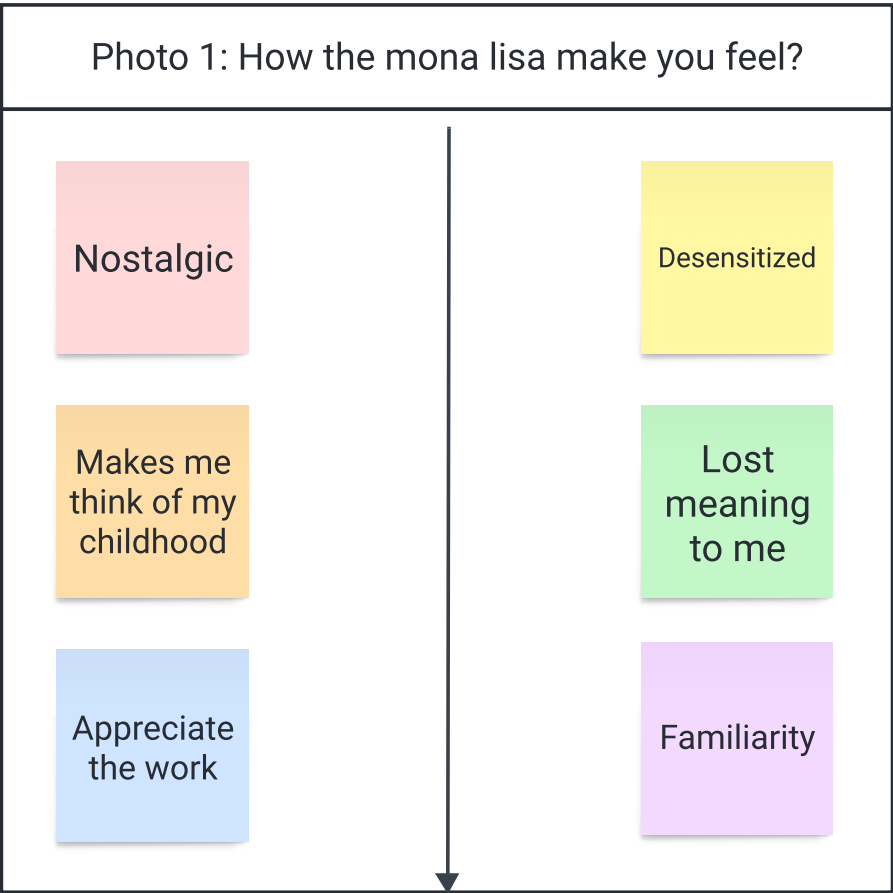 Photo 1: How the mona lisa make you feel?
Nostalgic
Desensitized
Makes me
think of my
childhood
Lost
meaning
to me
Appreciate
the work
Familiarity